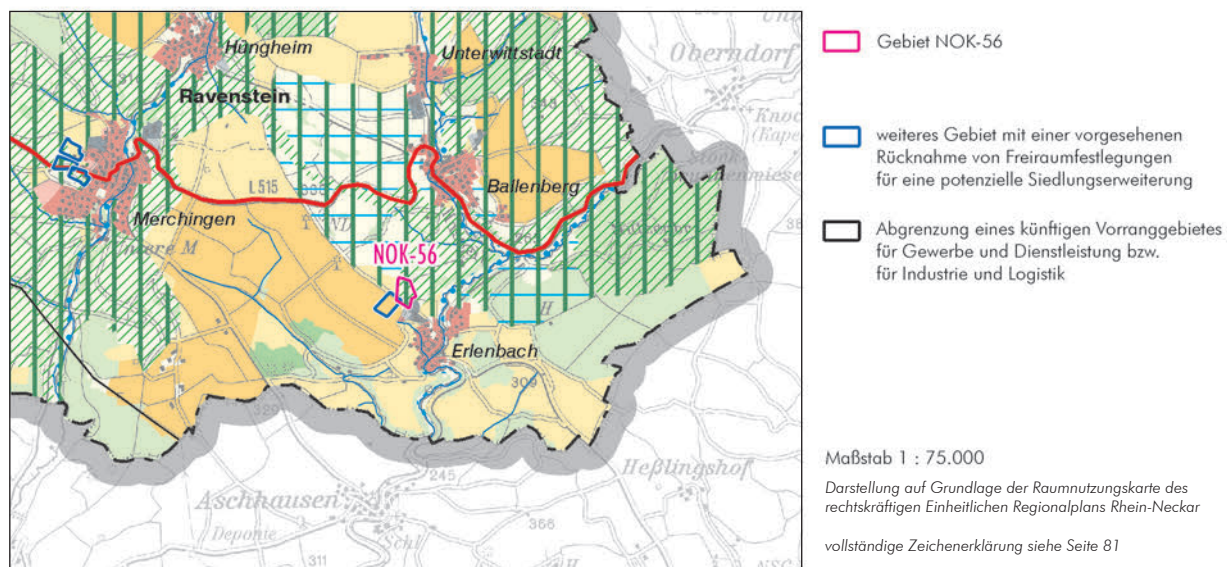 Hüngheim
Unterwittstadt
Oberndorf
Ravenstein
L 515
Ballenberg
Merchingen
NOK-56
Erlenbach
309
320
Aschhausen
245
Heßlingshof
366
Deponie
311
Gebiet NOK-56
weiteres Gebiet mit einer vorgesehenen
Rücknahme von Freiraumfestlegungen
für eine potenzielle Siedlungserweiterung
Abgrenzung eines künftigen Vorranggebietes
für Gewerbe und Dienstleistung bzw.
für Industrie und Logistik
Maßstab 1 : 75.000
Darstellung auf Grundlage der Raumnutzungskarte des
rechtskräftigen Einheitlichen Regionalplans Rhein-Neckar
vollständige Zeichenerklärung siehe Seite 81